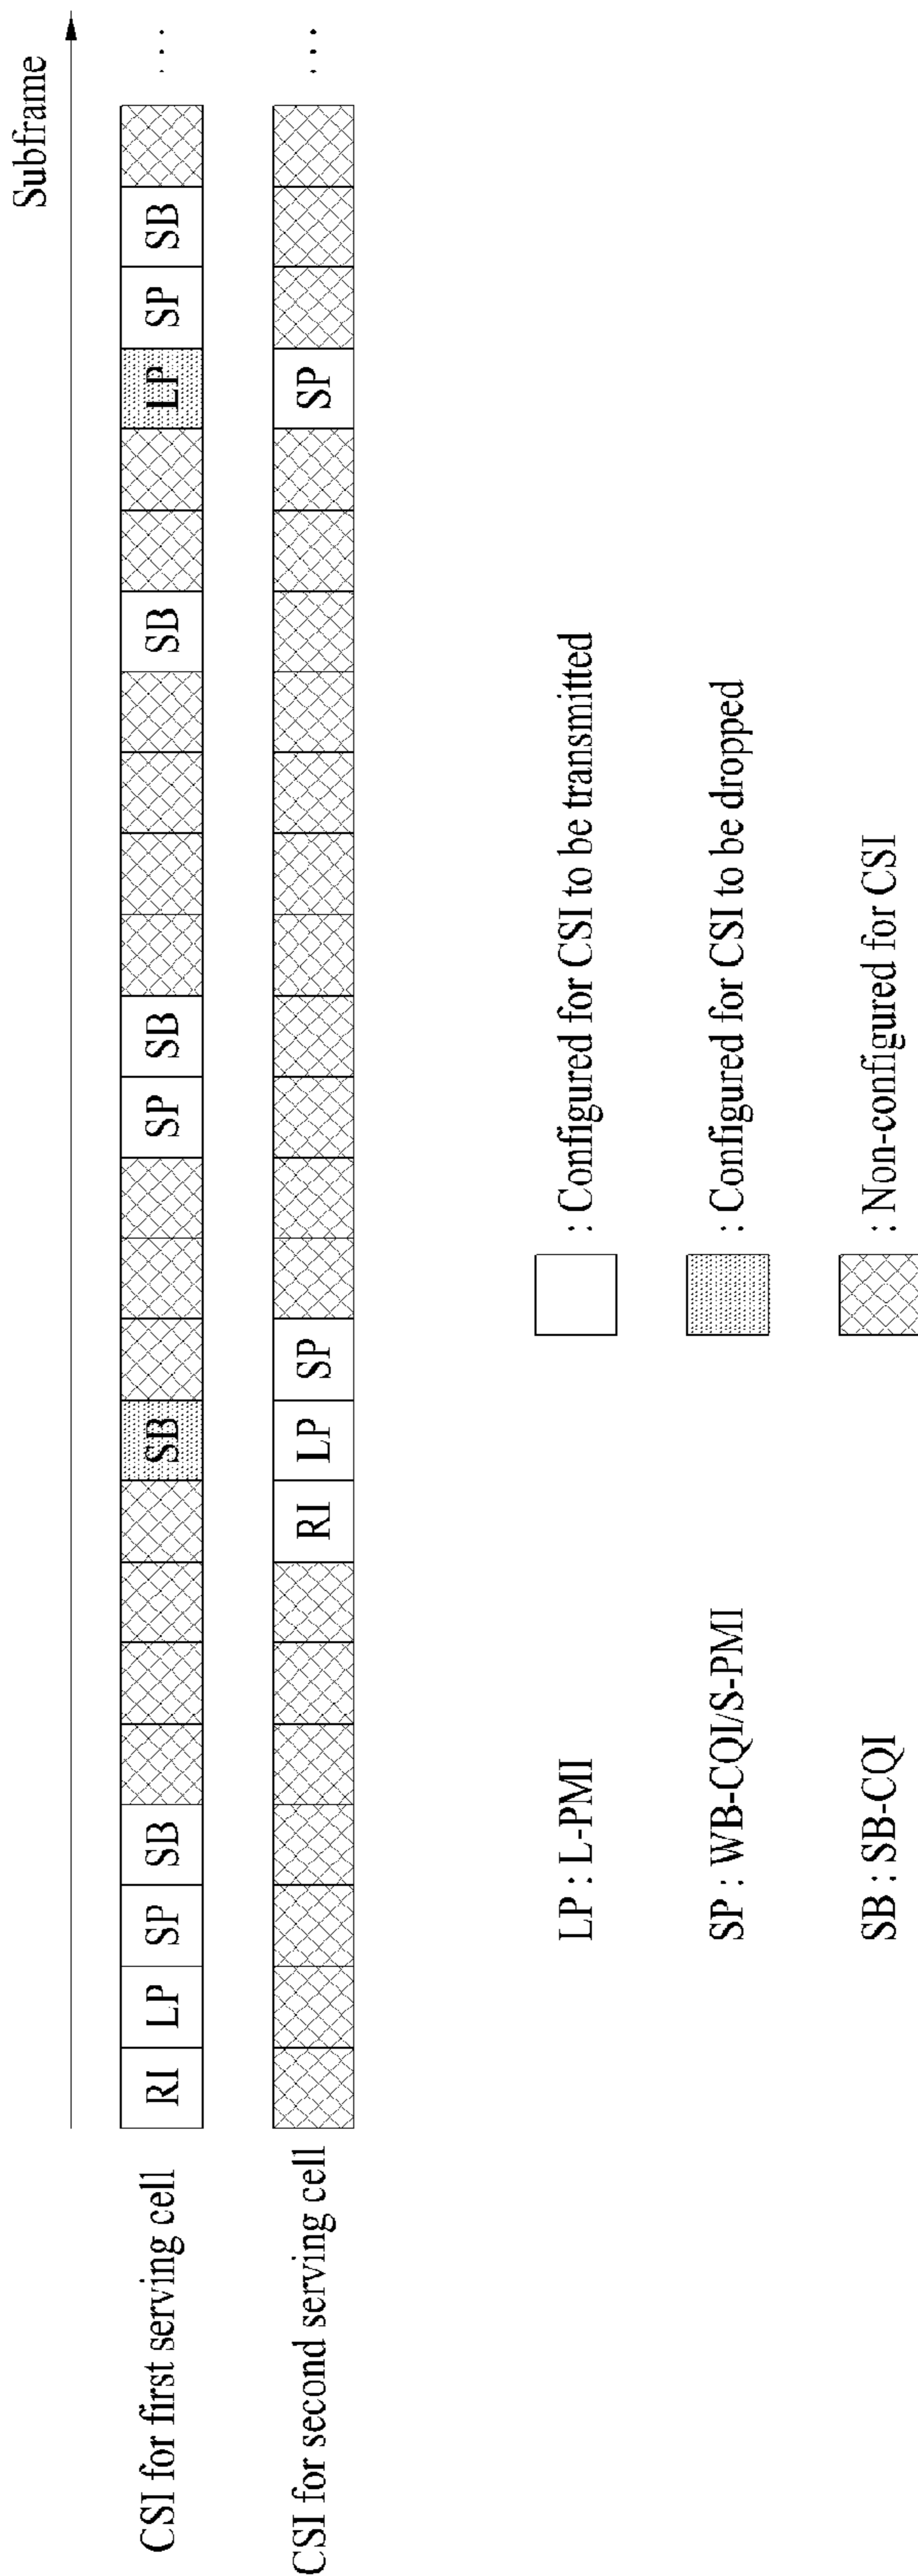 Subframe
CSI for first serving cell RI LP SP SB SB SP SB SB LP SP SB ...
CSI for second serving cell RI LP SP SP ...
LP : L-PMI : Configured for CSI to be transmitted
SP : WB-CQI/S-PMI : Configured for CSI to be dropped
SB : SB-CQI : Non-configured for CSI